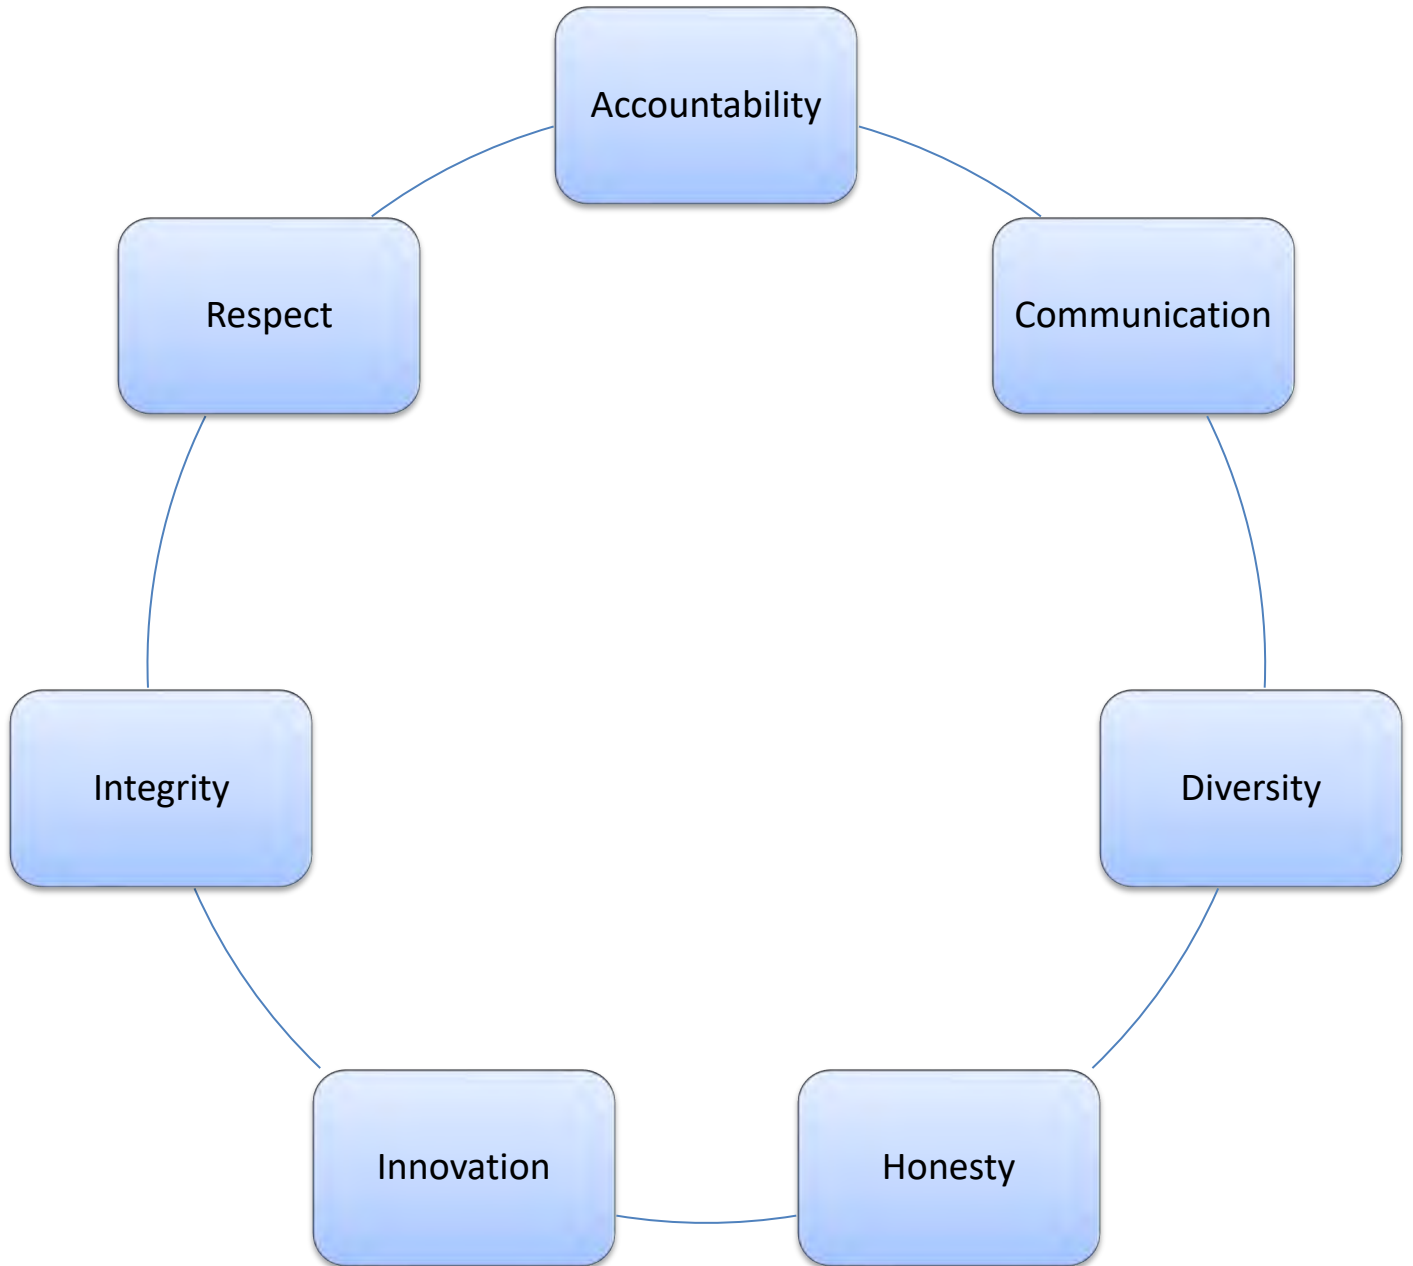 Accountability
Communication
Diversity
Honesty
Innovation
Integrity
Respect